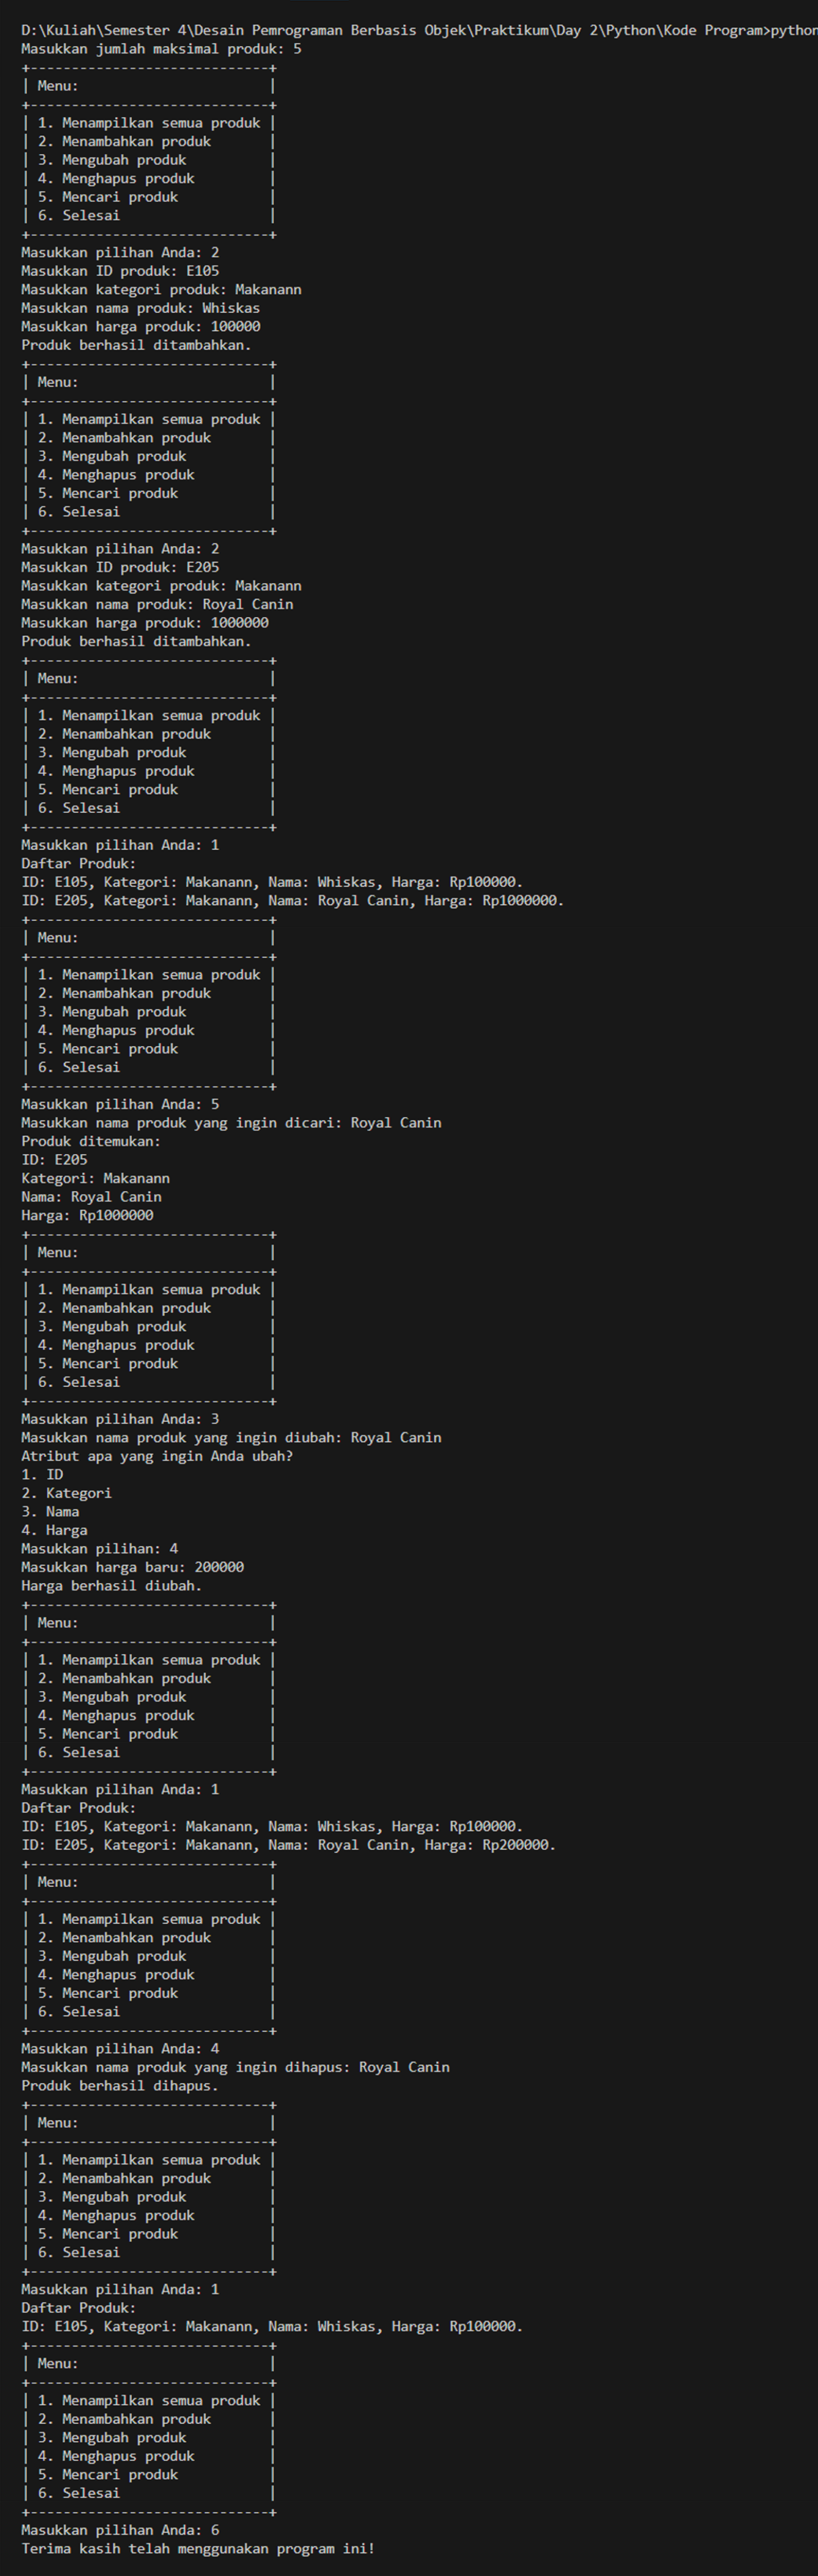 D:\Kuliah\Semester 4\Desain Pemrograman Berbasis Objek\Praktikum\Day 2\Python\Kode Program>python
Masukkan jumlah maksimal produk: 5
+-----------------------------+
| Menu:                       |
+-----------------------------+
| 1. Menampilkan semua produk |
| 2. Menambahkan produk       |
| 3. Mengubah produk          |
| 4. Menghapus produk         |
| 5. Mencari produk           |
| 6. Selesai                  |
+-----------------------------+
Masukkan pilihan Anda: 2
Masukkan ID produk: E105
Masukkan kategori produk: Makanann
Masukkan nama produk: Whiskas
Masukkan harga produk: 100000
Produk berhasil ditambahkan.
+-----------------------------+
| Menu:                       |
+-----------------------------+
| 1. Menampilkan semua produk |
| 2. Menambahkan produk       |
| 3. Mengubah produk          |
| 4. Menghapus produk         |
| 5. Mencari produk           |
| 6. Selesai                  |
+-----------------------------+
Masukkan pilihan Anda: 2
Masukkan ID produk: E205
Masukkan kategori produk: Makanann
Masukkan nama produk: Royal Canin
Masukkan harga produk: 1000000
Produk berhasil ditambahkan.
+-----------------------------+
| Menu:                       |
+-----------------------------+
| 1. Menampilkan semua produk |
| 2. Menambahkan produk       |
| 3. Mengubah produk          |
| 4. Menghapus produk         |
| 5. Mencari produk           |
| 6. Selesai                  |
+-----------------------------+
Masukkan pilihan Anda: 1
Daftar Produk:
ID: E105, Kategori: Makanann, Nama: Whiskas, Harga: Rp100000.
ID: E205, Kategori: Makanann, Nama: Royal Canin, Harga: Rp1000000.
+-----------------------------+
| Menu:                       |
+-----------------------------+
| 1. Menampilkan semua produk |
| 2. Menambahkan produk       |
| 3. Mengubah produk          |
| 4. Menghapus produk         |
| 5. Mencari produk           |
| 6. Selesai                  |
+-----------------------------+
Masukkan pilihan Anda: 5
Masukkan nama produk yang ingin dicari: Royal Canin
Produk ditemukan:
ID: E205
Kategori: Makanann
Nama: Royal Canin
Harga: Rp1000000
+-----------------------------+
| Menu:                       |
+-----------------------------+
| 1. Menampilkan semua produk |
| 2. Menambahkan produk       |
| 3. Mengubah produk          |
| 4. Menghapus produk         |
| 5. Mencari produk           |
| 6. Selesai                  |
+-----------------------------+
Masukkan pilihan Anda: 3
Masukkan nama produk yang ingin diubah: Royal Canin
Atribut apa yang ingin Anda ubah?
1. ID
2. Kategori
3. Nama
4. Harga
Masukkan pilihan: 4
Masukkan harga baru: 200000
Harga berhasil diubah.
+-----------------------------+
| Menu:                       |
+-----------------------------+
| 1. Menampilkan semua produk |
| 2. Menambahkan produk       |
| 3. Mengubah produk          |
| 4. Menghapus produk         |
| 5. Mencari produk           |
| 6. Selesai                  |
+-----------------------------+
Masukkan pilihan Anda: 1
Daftar Produk:
ID: E105, Kategori: Makanann, Nama: Whiskas, Harga: Rp100000.
ID: E205, Kategori: Makanann, Nama: Royal Canin, Harga: Rp200000.
+-----------------------------+
| Menu:                       |
+-----------------------------+
| 1. Menampilkan semua produk |
| 2. Menambahkan produk       |
| 3. Mengubah produk          |
| 4. Menghapus produk         |
| 5. Mencari produk           |
| 6. Selesai                  |
+-----------------------------+
Masukkan pilihan Anda: 4
Masukkan nama produk yang ingin dihapus: Royal Canin
Produk berhasil dihapus.
+-----------------------------+
| Menu:                       |
+-----------------------------+
| 1. Menampilkan semua produk |
| 2. Menambahkan produk       |
| 3. Mengubah produk          |
| 4. Menghapus produk         |
| 5. Mencari produk           |
| 6. Selesai                  |
+-----------------------------+
Masukkan pilihan Anda: 1
Daftar Produk:
ID: E105, Kategori: Makanann, Nama: Whiskas, Harga: Rp100000.
+-----------------------------+
| Menu:                       |
+-----------------------------+
| 1. Menampilkan semua produk |
| 2. Menambahkan produk       |
| 3. Mengubah produk          |
| 4. Menghapus produk         |
| 5. Mencari produk           |
| 6. Selesai                  |
+-----------------------------+
Masukkan pilihan Anda: 6
Terima kasih telah menggunakan program ini!